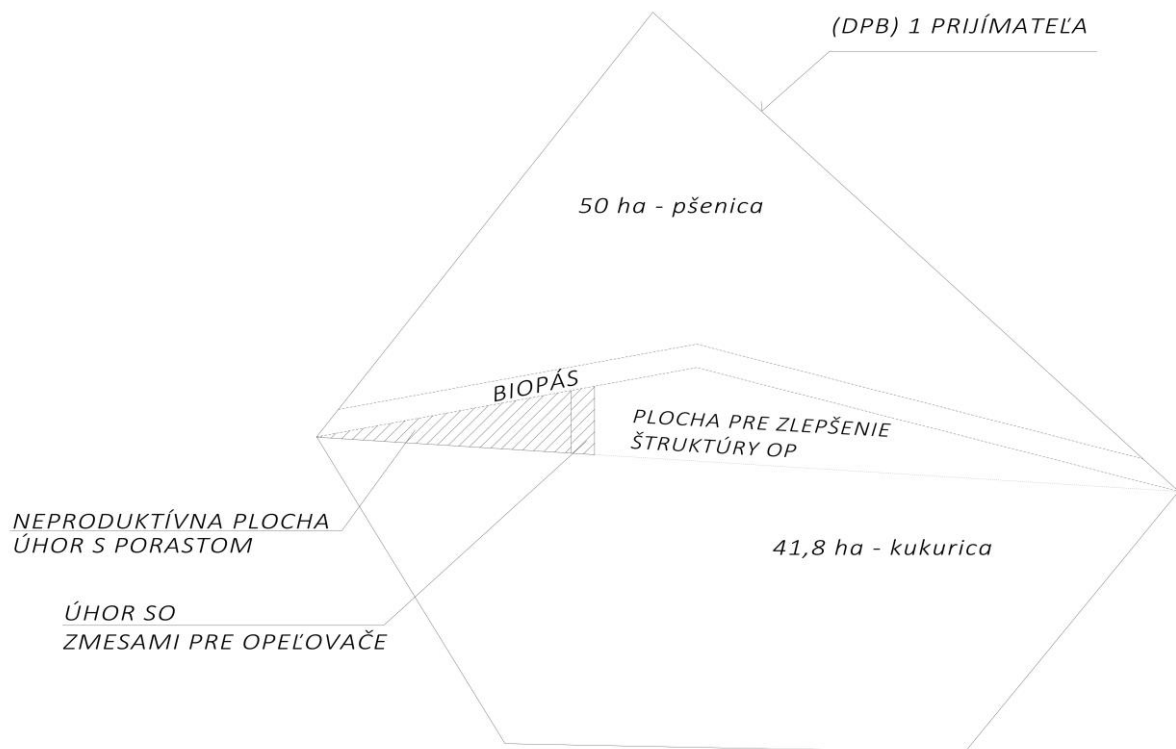 (DPB) 1 PRIJÍMATEĽA
50 ha - pšenica
BIOPÁS
PLOCHA PRE ZLEPŠENIE
ŠTRUKTÚRY OP
NEPRODUKTÍVNA PLOCHA
ÚHOR S PORASTOM
41,8 ha - kukurica
ÚHOR SO
ZMESAMI PRE OPEĽOVAČE